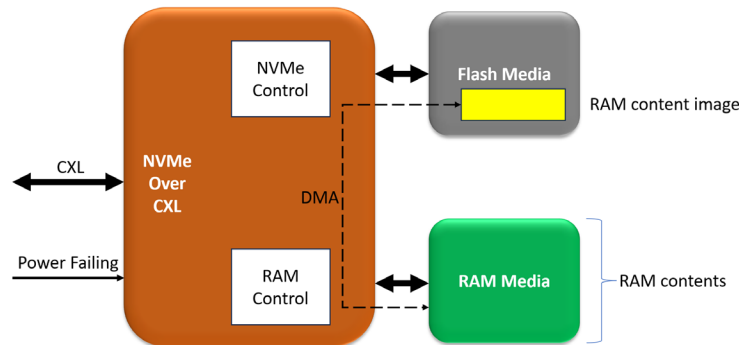 NVMe
Control
Flash Media
RAM content image
CXL
NVMe
Over
CXL
DMA
Power Failing
RAM
Control
RAM Media
RAM contents